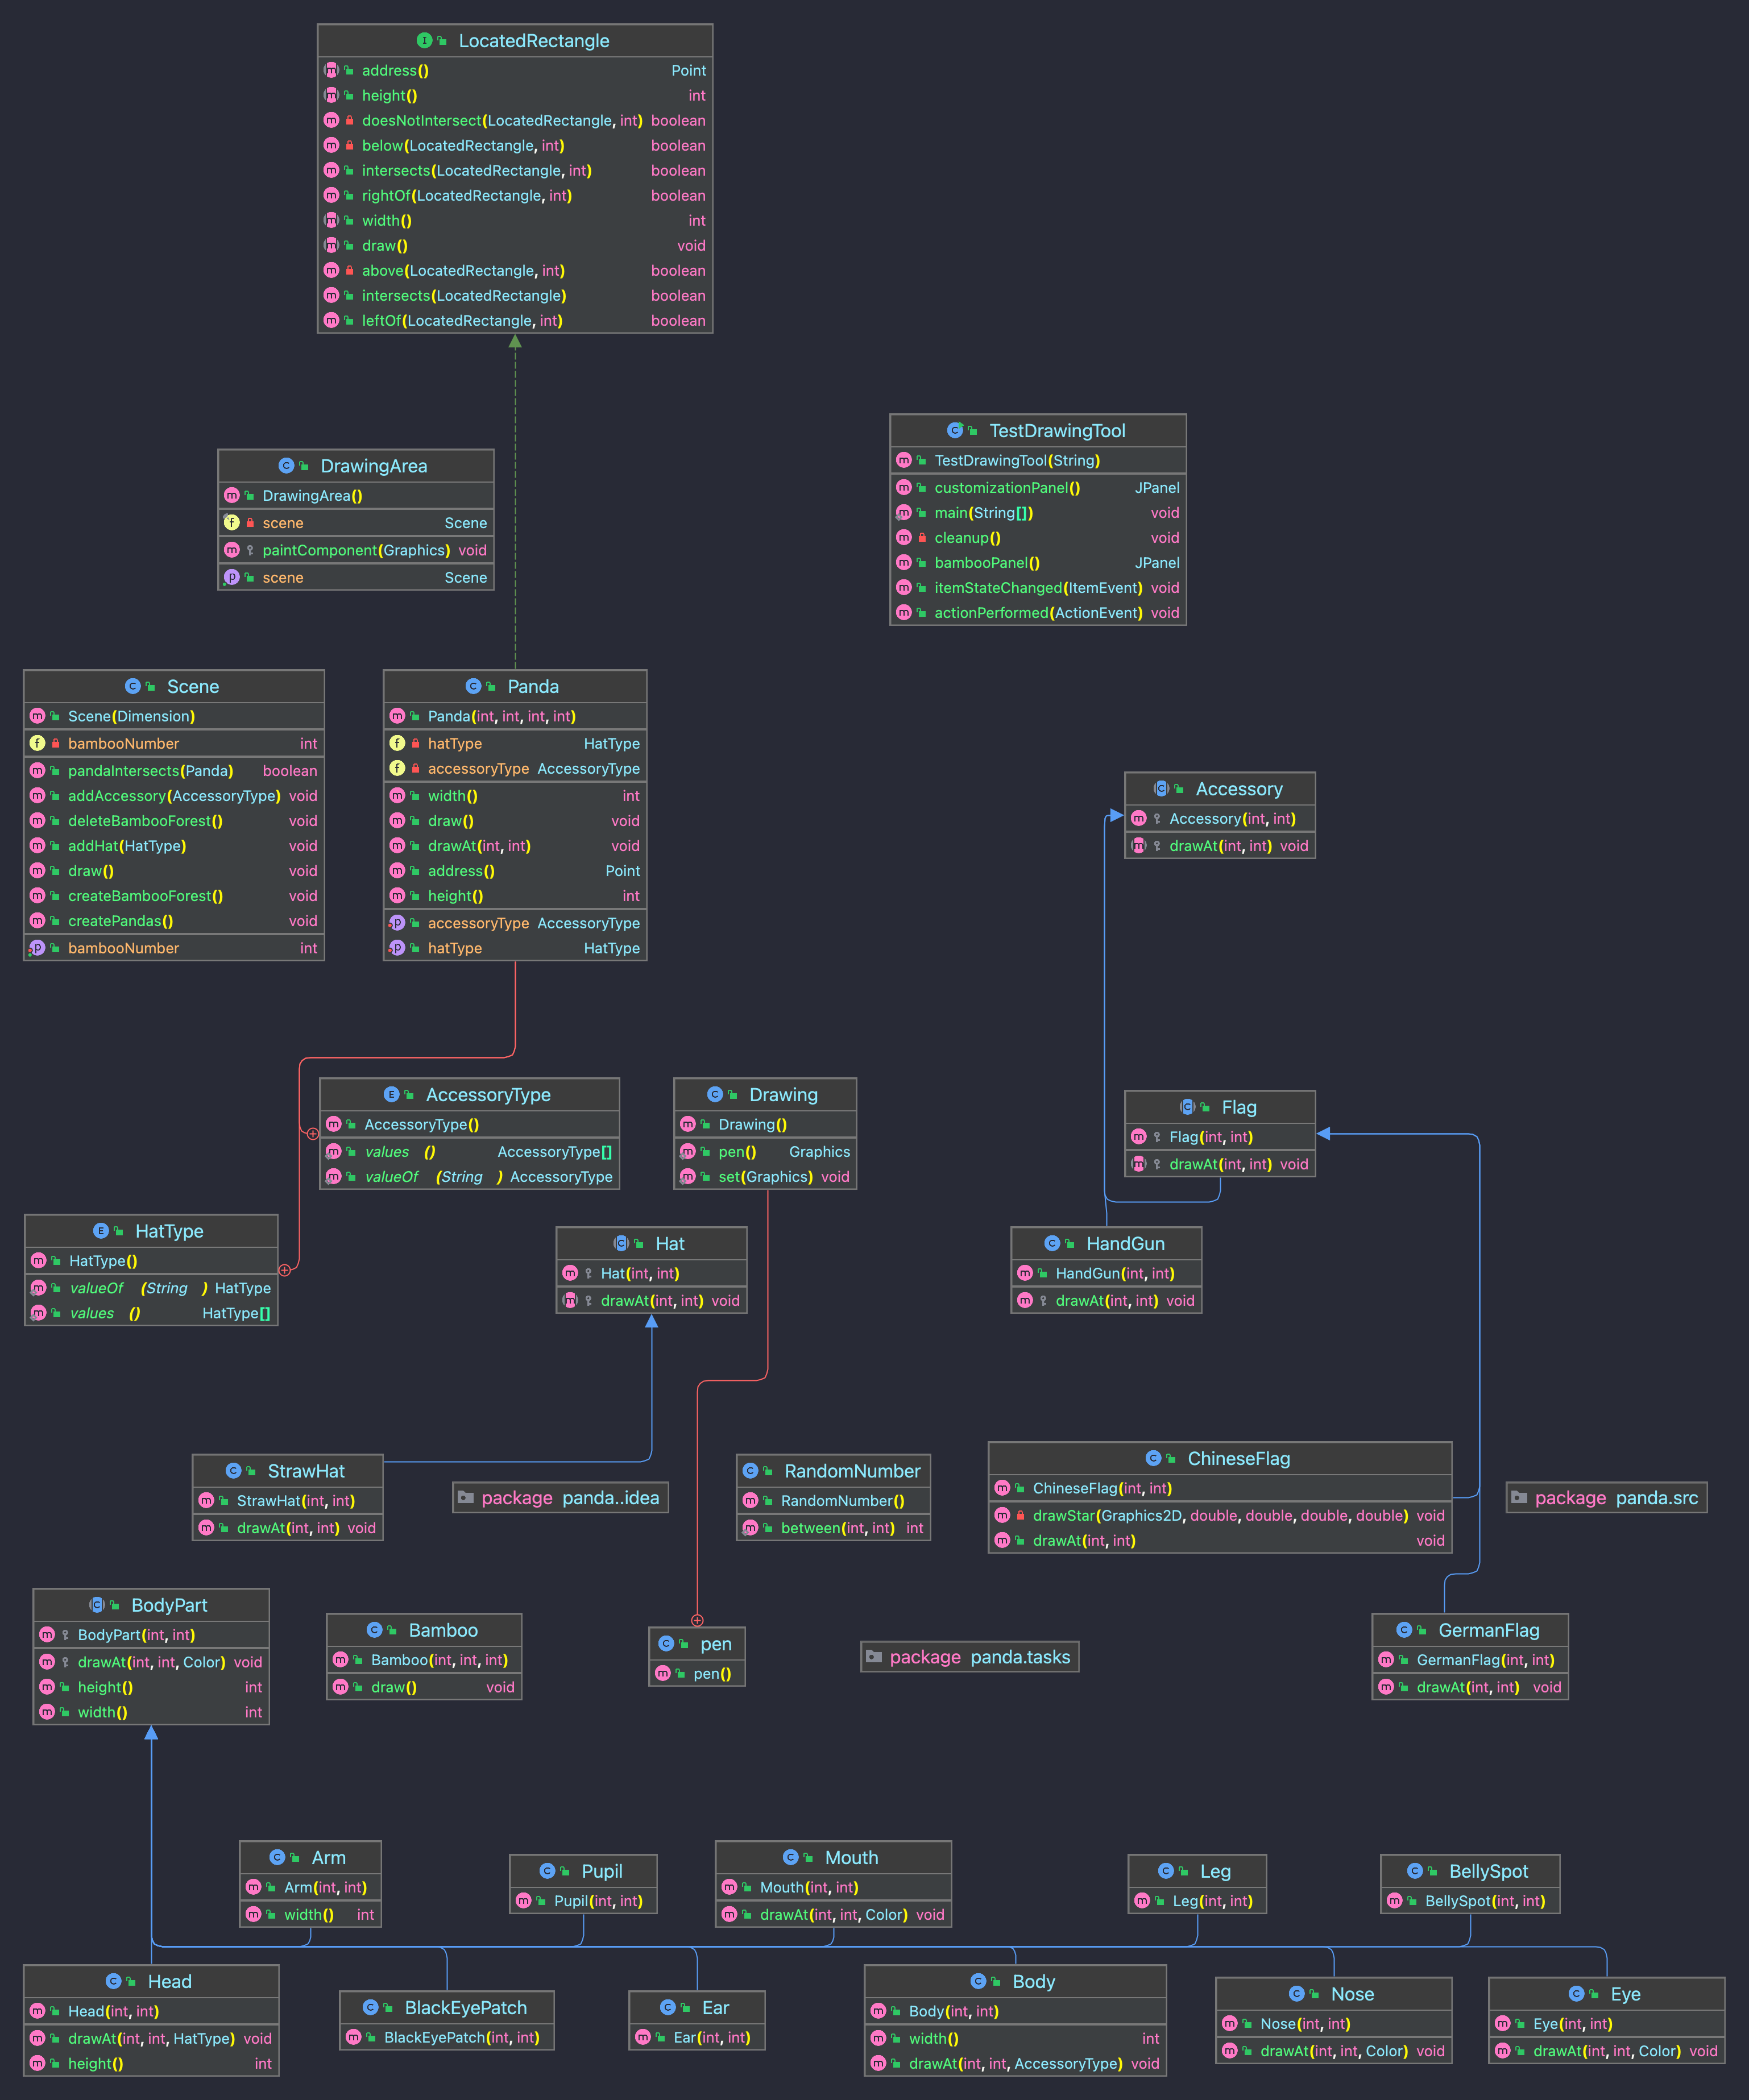 LocatedRectangle
address() Point
height() int
doesNotIntersect(LocatedRectangle, int) boolean
below(LocatedRectangle, int) boolean
intersects(LocatedRectangle, int) boolean
rightOf(LocatedRectangle, int) boolean
width() int
draw() void
above(LocatedRectangle, int) boolean
intersects(LocatedRectangle) boolean
leftOf(LocatedRectangle, int) boolean
DrawingArea
DrawingArea()
scene Scene
paintComponent(Graphics) void
scene Scene
TestDrawingTool
TestDrawingTool(String)
customizationPanel() JPanel
main(String[]) void
cleanup() void
bambooPanel() JPanel
itemStateChanged(ItemEvent) void
actionPerformed(ActionEvent) void
Scene
Scene(Dimension)
bambooNumber int
pandaIntersects(Panda) boolean
addAccessory(AccessoryType) void
deleteBambooForest() void
addHat(HatType) void
draw() void
createBambooForest() void
createPandas() void
bambooNumber int
Panda
Panda(int, int, int, int)
hatType HatType
accessoryType AccessoryType
width() int
draw() void
drawAt(int, int) void
address() Point
height() int
accessoryType AccessoryType
hatType HatType
Accessory
Accessory(int, int)
drawAt(int, int) void
AccessoryType
AccessoryType()
values () AccessoryType[]
valueOf (String ) AccessoryType
Drawing
Drawing()
pen() Graphics
set(Graphics) void
Flag
Flag(int, int)
drawAt(int, int) void
HatType
HatType()
valueOf (String ) HatType
values () HatType[]
Hat
Hat(int, int)
drawAt(int, int) void
HandGun
HandGun(int, int)
drawAt(int, int) void
StrawHat
StrawHat(int, int)
drawAt(int, int) void
package panda..idea
RandomNumber
RandomNumber()
between(int, int) int
ChineseFlag
ChineseFlag(int, int)
drawStar(Graphics2D, double, double, double, double) void
drawAt(int, int) void
package panda.src
BodyPart
BodyPart(int, int)
drawAt(int, int, Color) void
height() int
width() int
Bamboo
Bamboo(int, int, int)
draw() void
pen
pen()
package panda.tasks
GermanFlag
GermanFlag(int, int)
drawAt(int, int) void
Arm
Arm(int, int)
width() int
Pupil
Pupil(int, int)
Mouth
Mouth(int, int)
drawAt(int, int, Color) void
Leg
Leg(int, int)
BellySpot
BellySpot(int, int)
Head
Head(int, int)
drawAt(int, int, HatType) void
height() int
BlackEyePatch
BlackEyePatch(int, int)
Ear
Ear(int, int)
Body
Body(int, int)
width() int
drawAt(int, int, AccessoryType) void
Nose
Nose(int, int)
drawAt(int, int, Color) void
Eye
Eye(int, int)
drawAt(int, int, Color) void